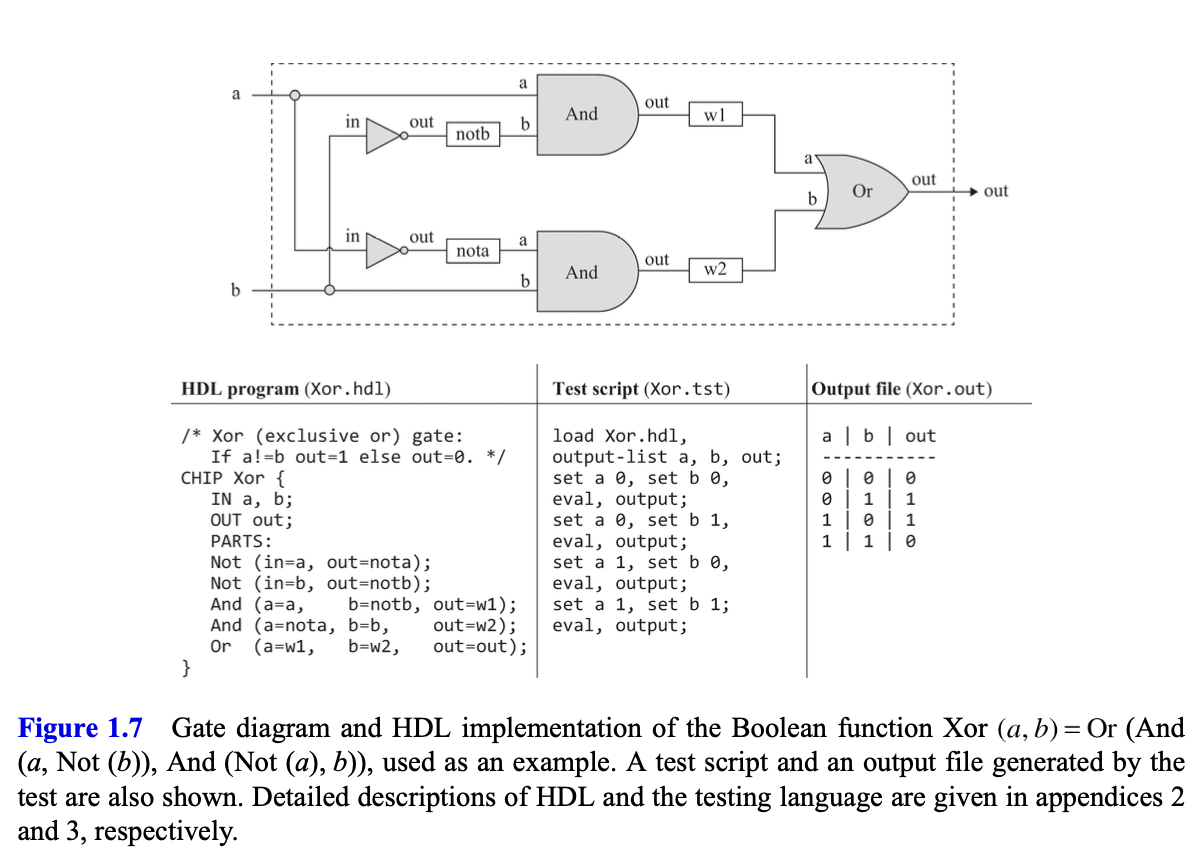 a
a
And
out
w1
in
out
notb
b
a
Or
out
out
b
in
out
nota
a
And
out
w2
b
b
HDL program (Xor.hdl)
/* Xor (exclusive or) gate:
If a!=b out=1 else out=0. */
CHIP Xor {
IN a, b;
OUT out;
PARTS:
Not (in=a, out=nota);
Not (in=b, out=notb);
And (a=a, b=notb, out=w1);
And (a=nota, b=b, out=w2);
Or (a=w1, b=w2, out=out);
}
Test script (Xor.tst)
load Xor.hdl,
output-list a, b, out;
set a 0, set b 0,
eval, output;
set a 0, set b 1,
eval, output;
set a 1, set b 0,
eval, output;
set a 1, set b 1;
eval, output;
Output file (Xor.out)
a | b | out
-----------
0 | 0 | 0
0 | 1 | 1
1 | 0 | 1
1 | 1 | 0
Figure 1.7 Gate diagram and HDL implementation of the Boolean function Xor (a, b) = Or (And
(a, Not (b)), And (Not (a), b)), used as an example. A test script and an output file generated by the
test are also shown. Detailed descriptions of HDL and the testing language are given in appendices 2
and 3, respectively.